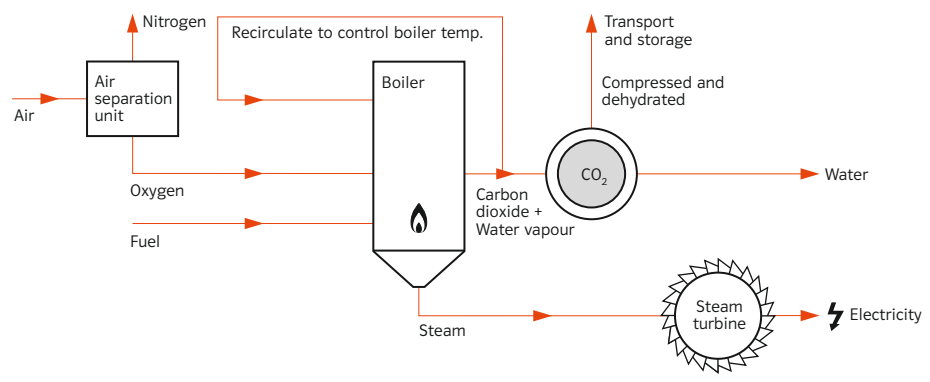 Nitrogen
Recirculate to control boiler temp.
Transport
and storage
Air
separation
unit
Boiler
Compressed and
dehydrated
Air
CO₂
Water
Oxygen
Carbon
dioxide +
Water vapour
Fuel
Steam
turbine
Electricity
Steam